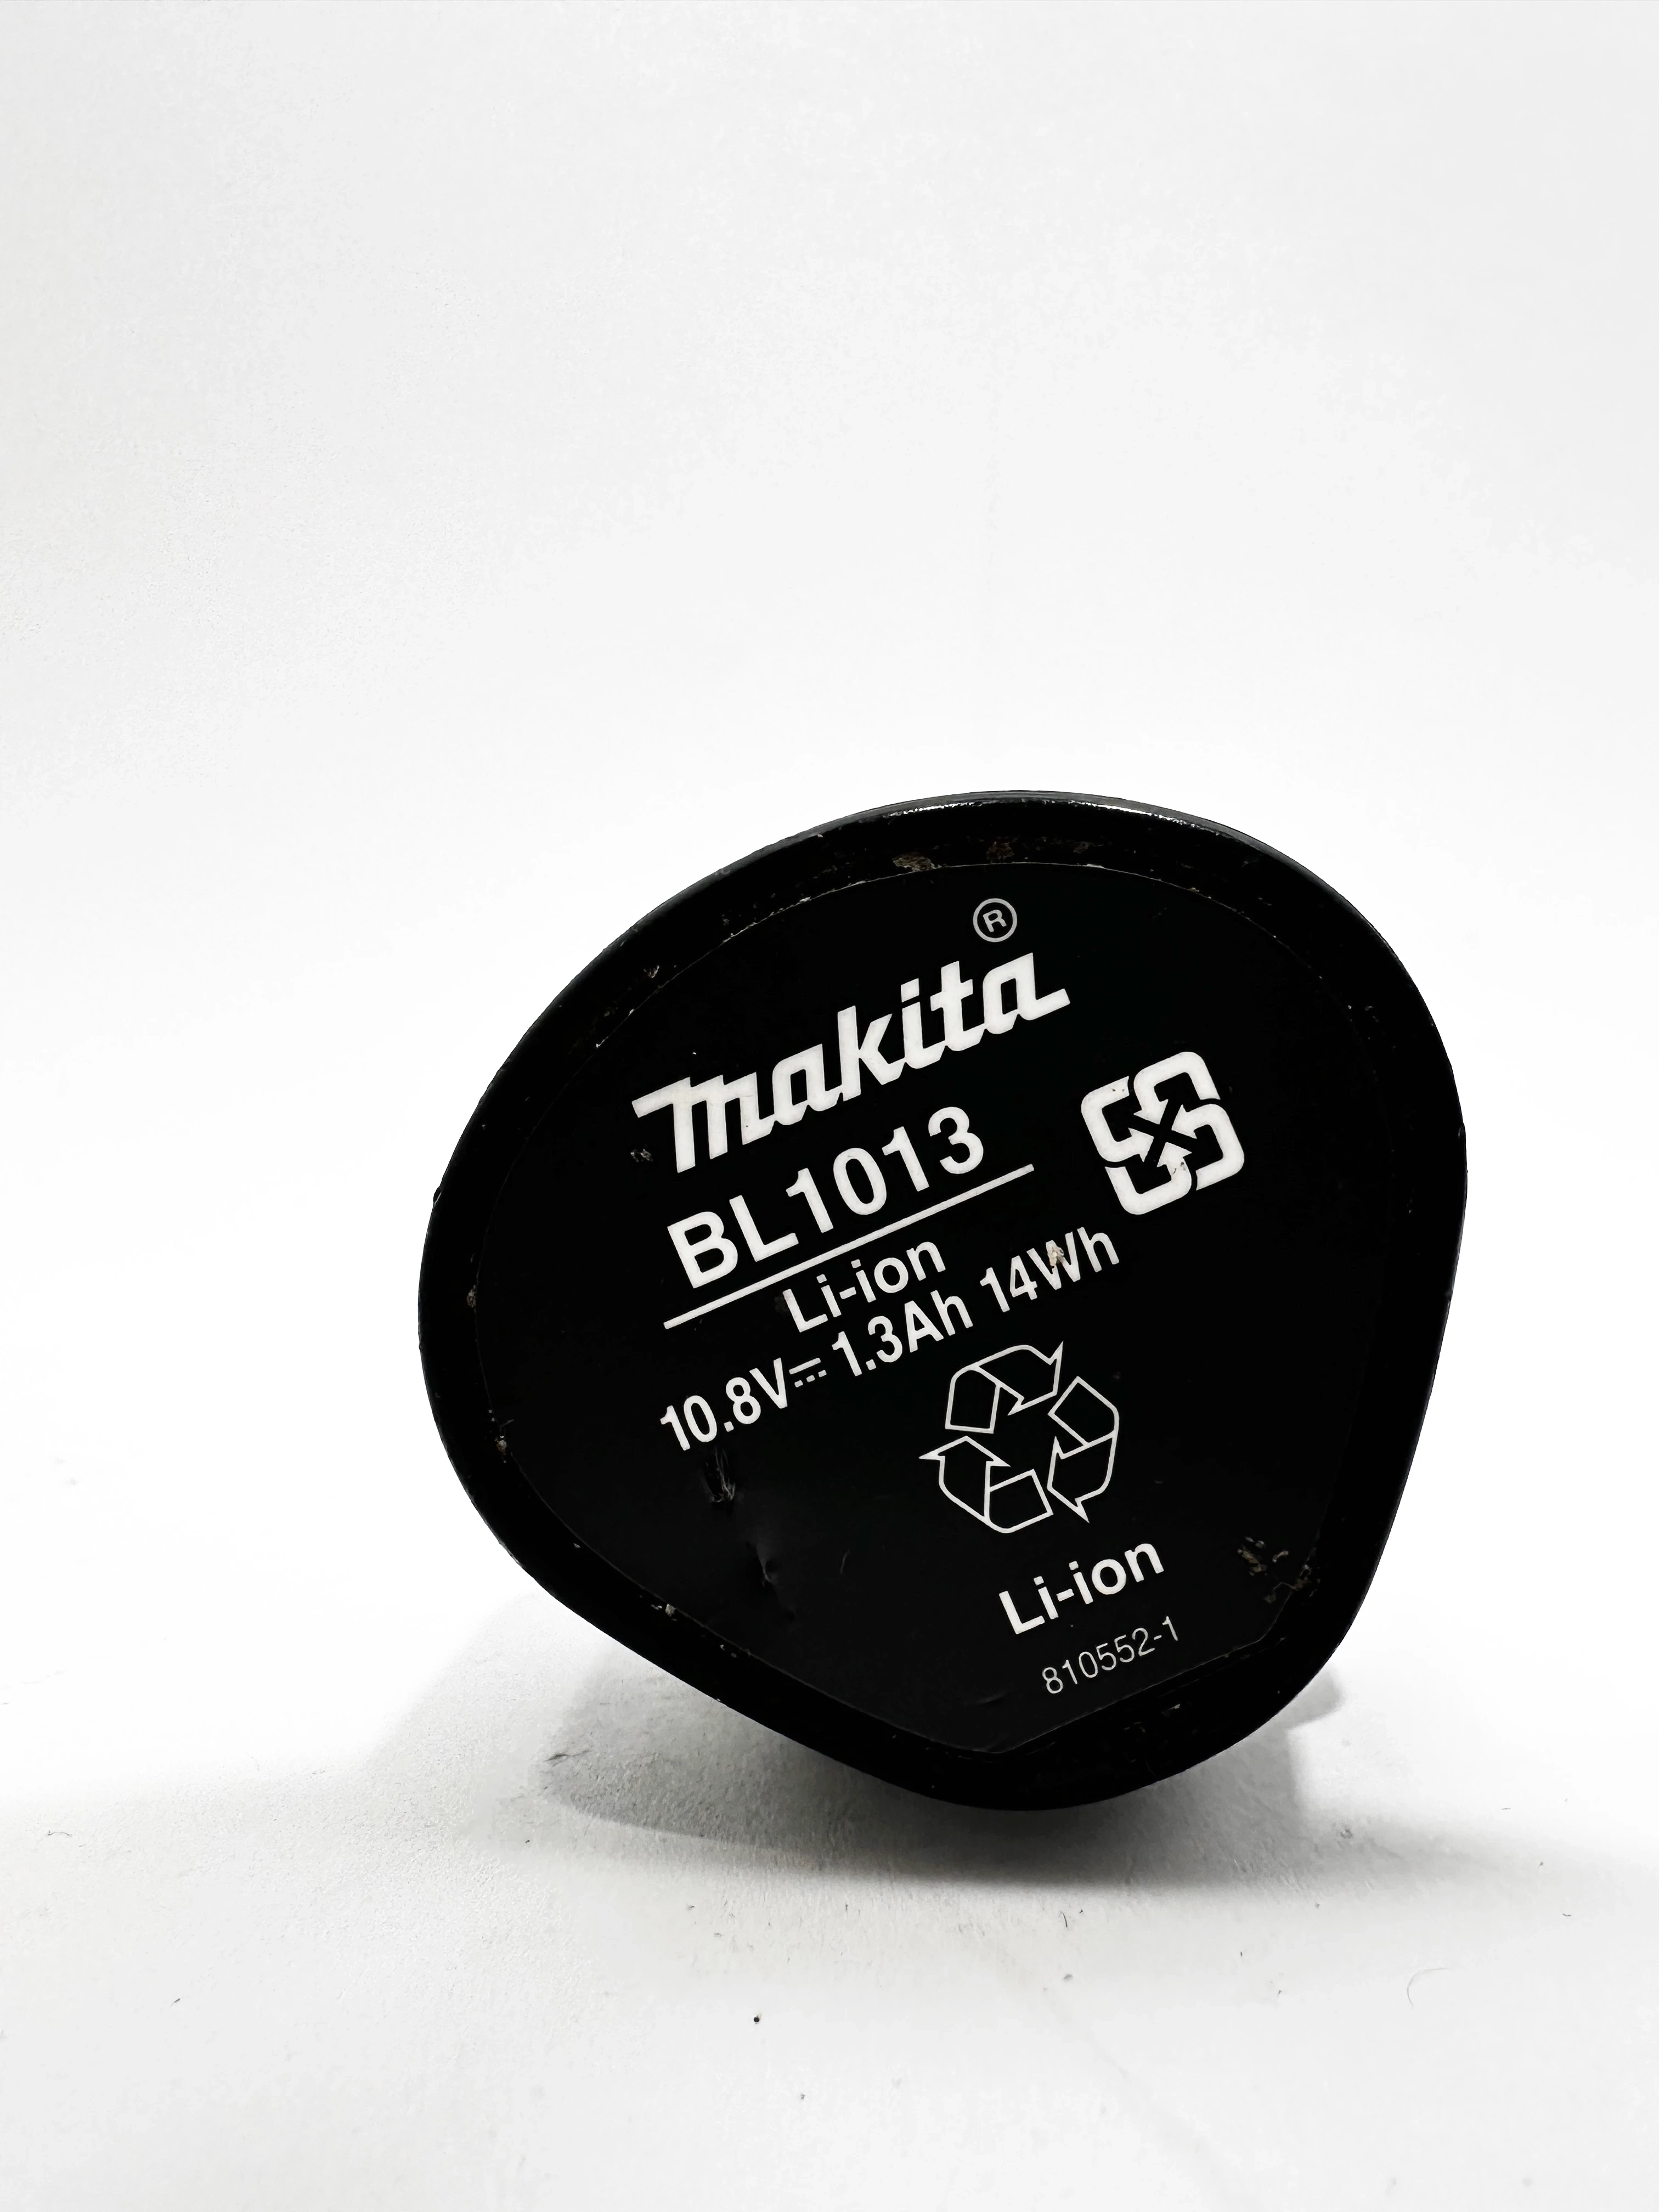 ®
makita
BL1013
Li-ion
10.8V⎓1.3Ah 14Wh
Li-ion
810552-1